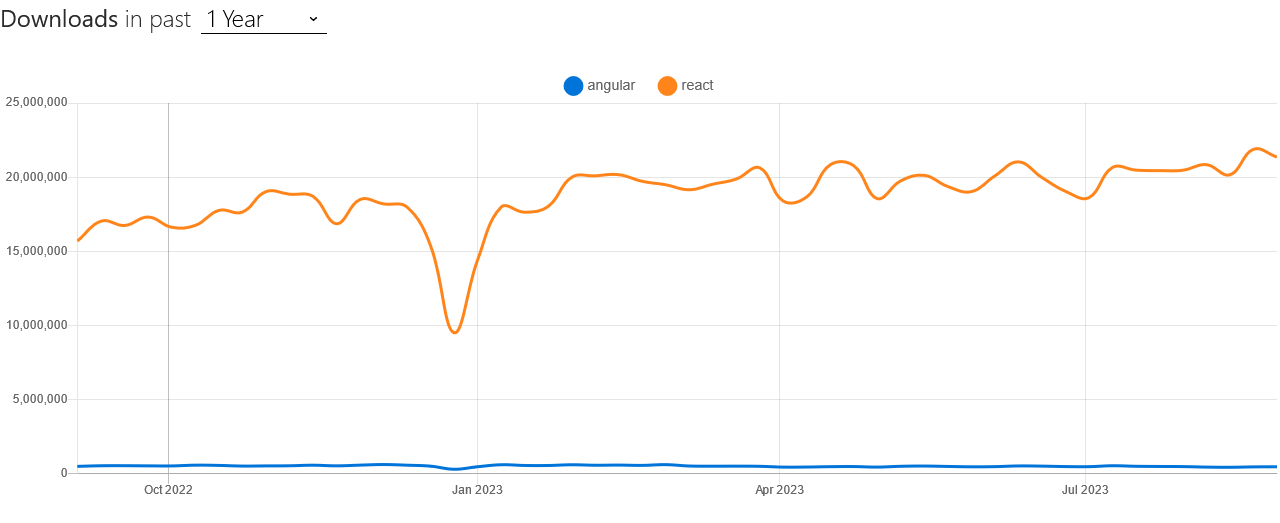 Downloads in past 1 Year
angular react
25,000,000
20,000,000
15,000,000
10,000,000
5,000,000
0
Oct 2022 Jan 2023 Apr 2023 Jul 2023